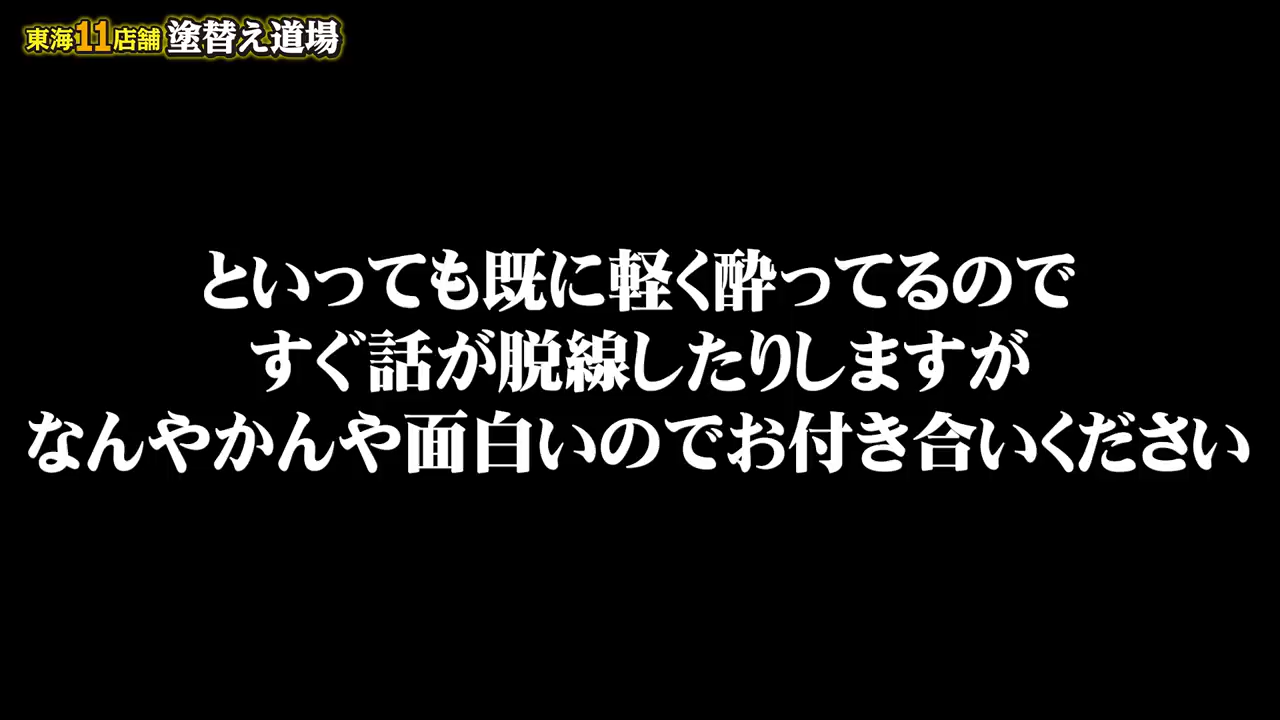 東海11店舗 塗替え道場
といっても既に軽く酔ってるので
すぐ話が脱線したりしますが
なんやかんや面白いのでお付き合いください